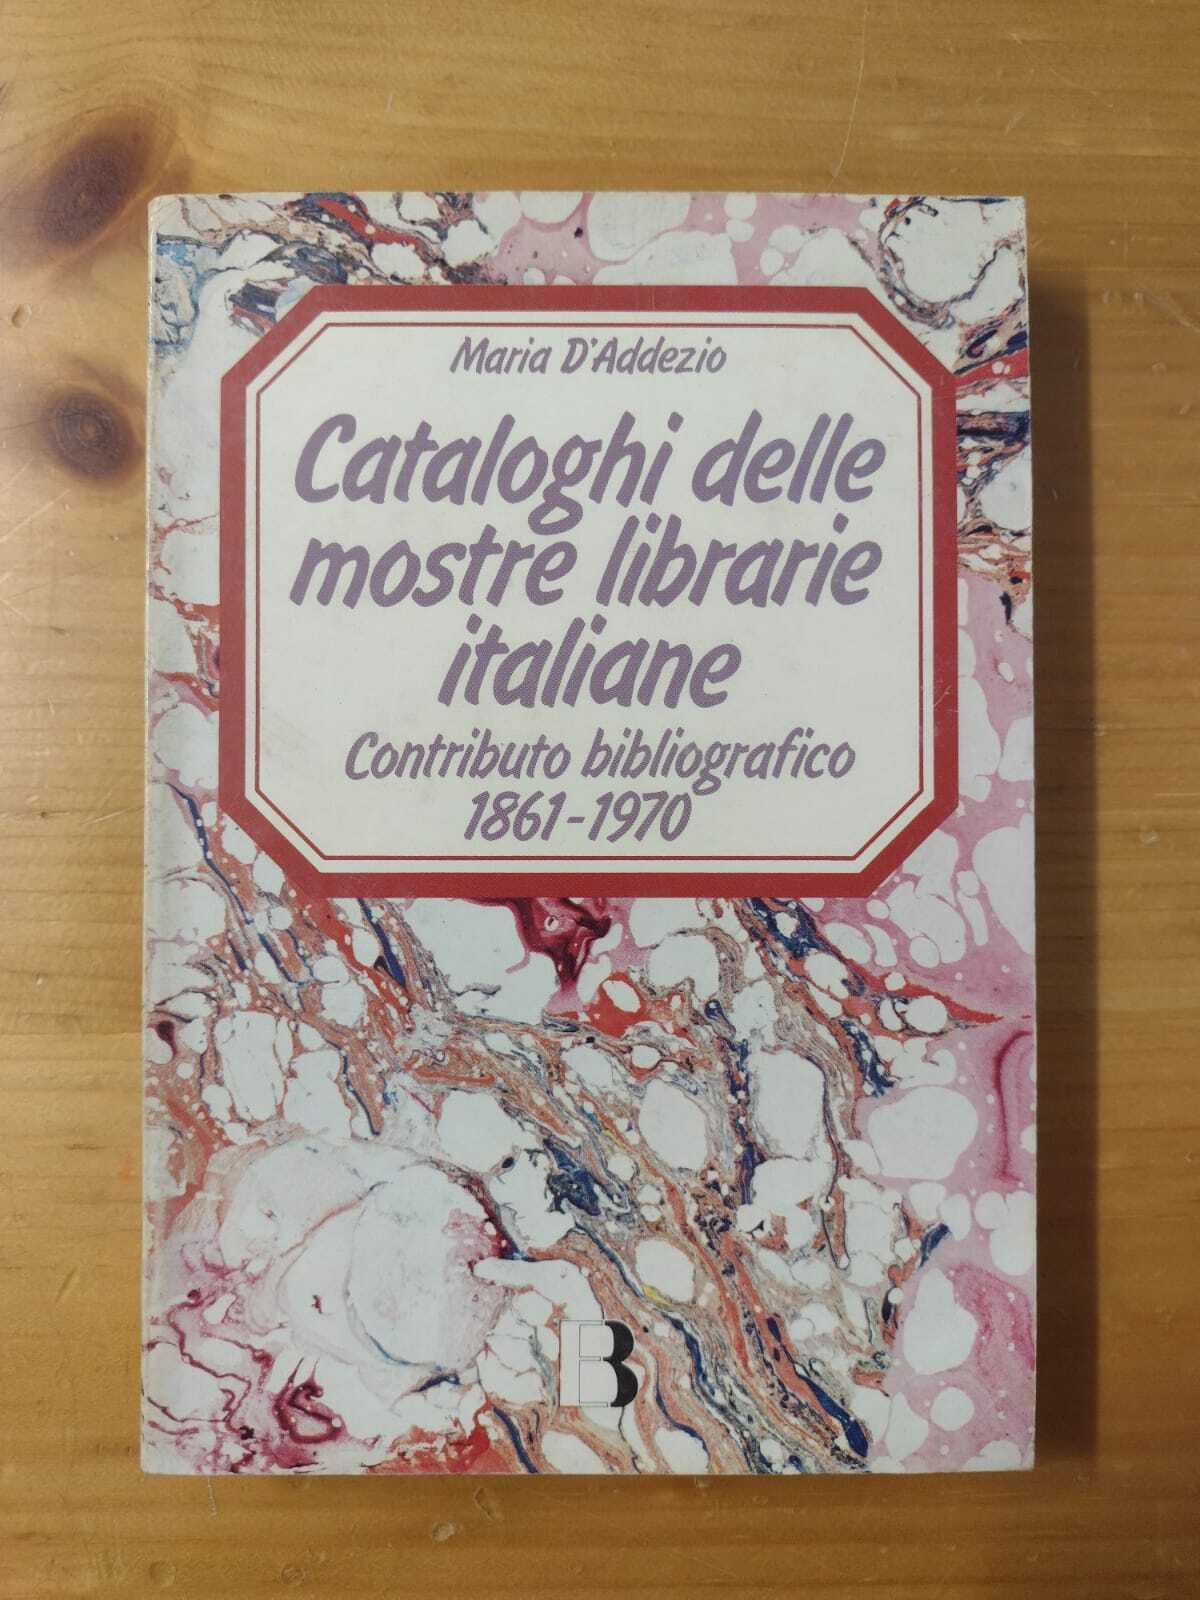 Maria D'Addezio
Cataloghi delle
mostre librarie
italiane
Contributo bibliografico
1861-1970
EB